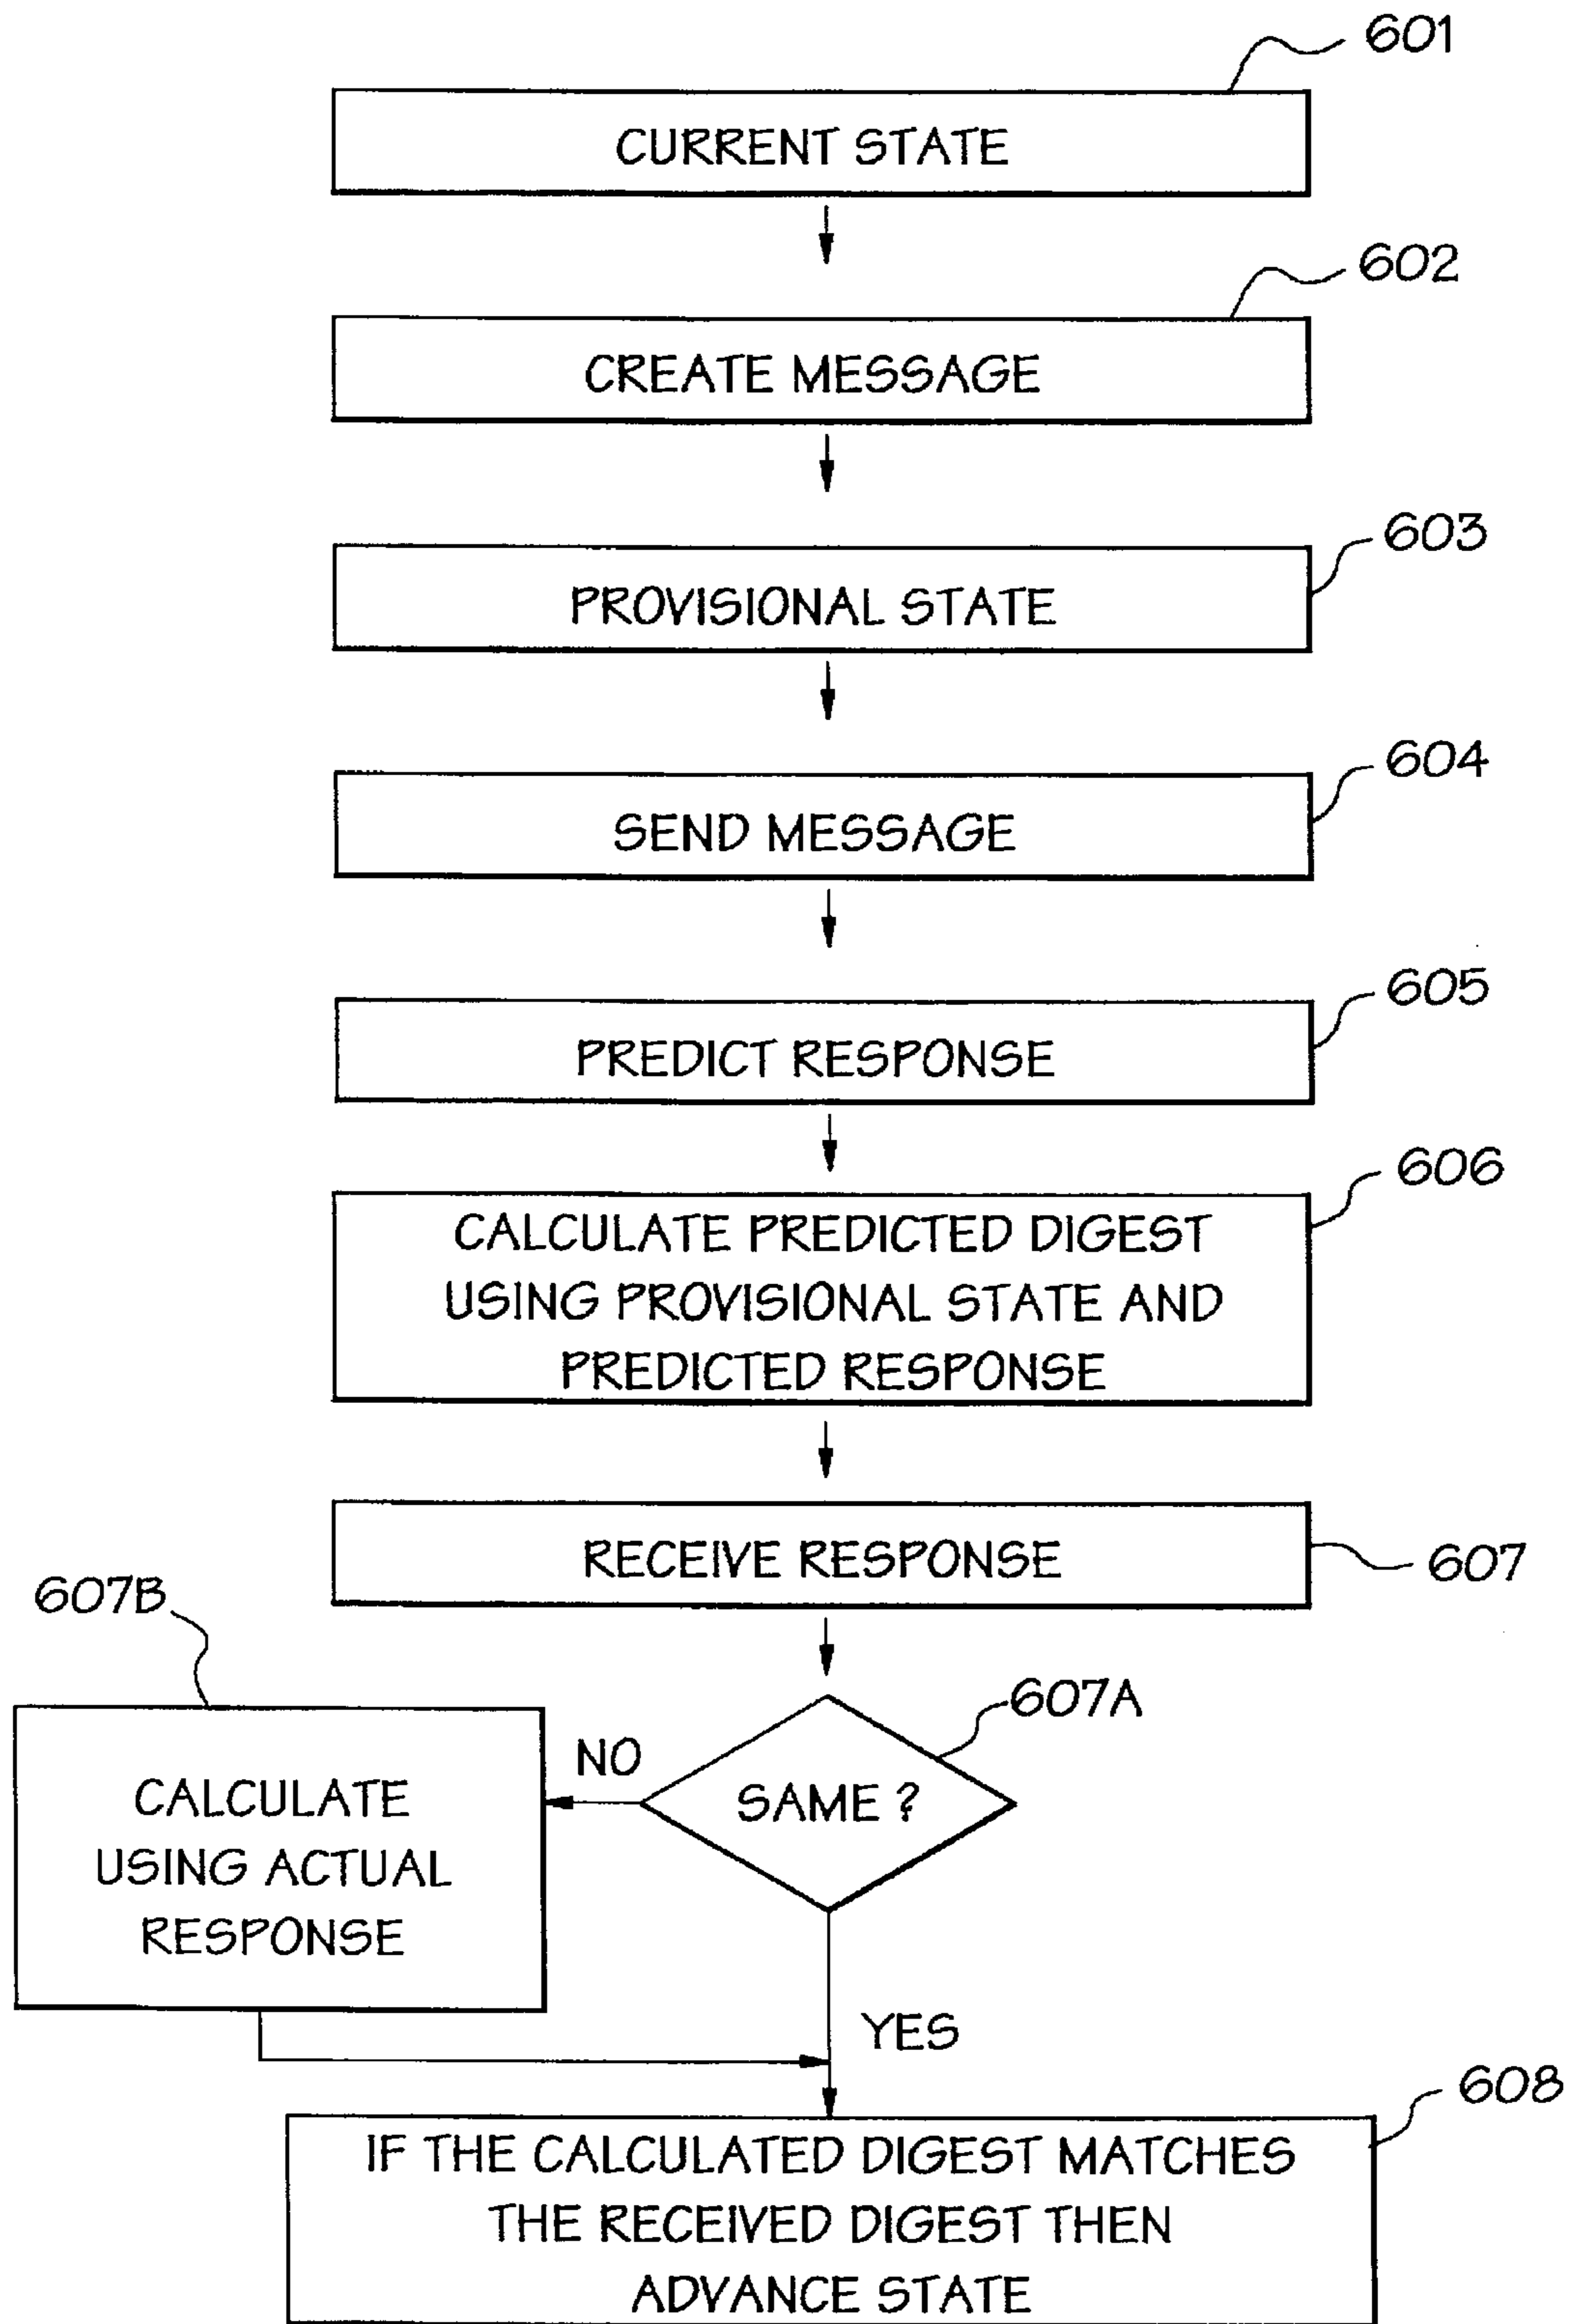 601
CURRENT STATE
602
CREATE MESSAGE
603
PROVISIONAL STATE
604
SEND MESSAGE
605
PREDICT RESPONSE
606
CALCULATE PREDICTED DIGEST
USING PROVISIONAL STATE AND
PREDICTED RESPONSE
RECEIVE RESPONSE
607
607B
607A
NO
SAME ?
CALCULATE
USING ACTUAL
RESPONSE
YES
608
IF THE CALCULATED DIGEST MATCHES
THE RECEIVED DIGEST THEN
ADVANCE STATE